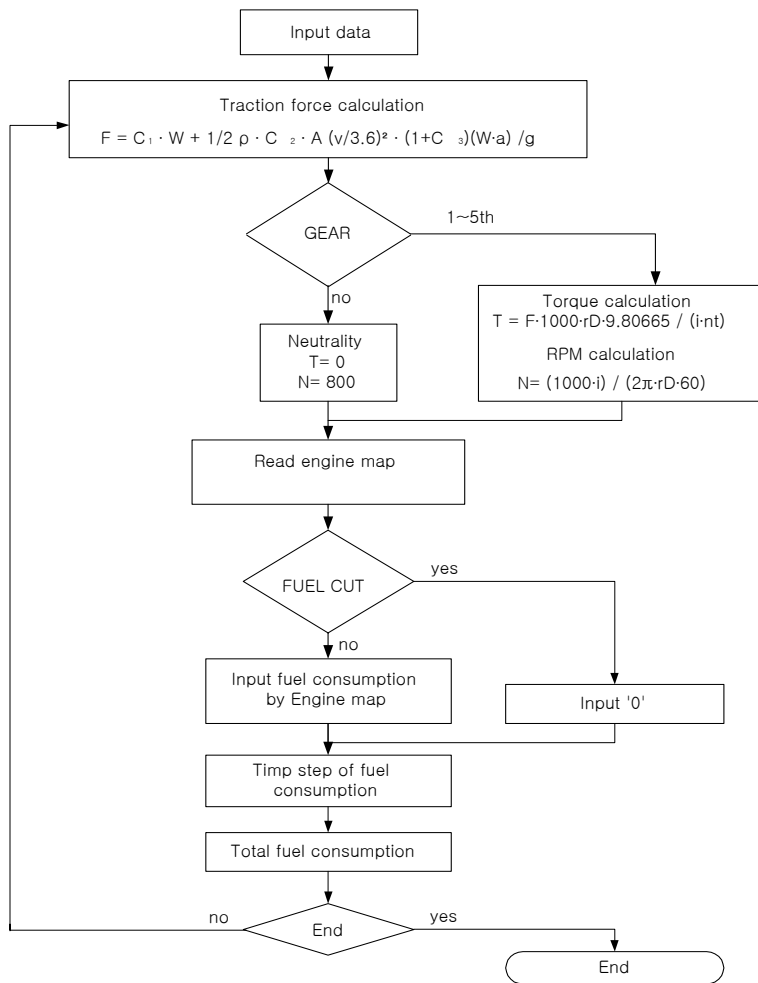 Input data
Traction force calculation
F = C₁ · W + 1/2 ρ · C ₂ · A (v/3.6)² · (1+C ₃)(W·a) /g
GEAR
1~5th
no
Torque calculation
T = F·1000·rD·9.80665 / (i·nt)
RPM calculation
N= (1000·i) / (2π·rD·60)
Neutrality
T= 0
N= 800
Read engine map
FUEL CUT
yes
no
Input fuel consumption
by Engine map
Input '0'
Timp step of fuel
consumption
Total fuel consumption
no
End
yes
End